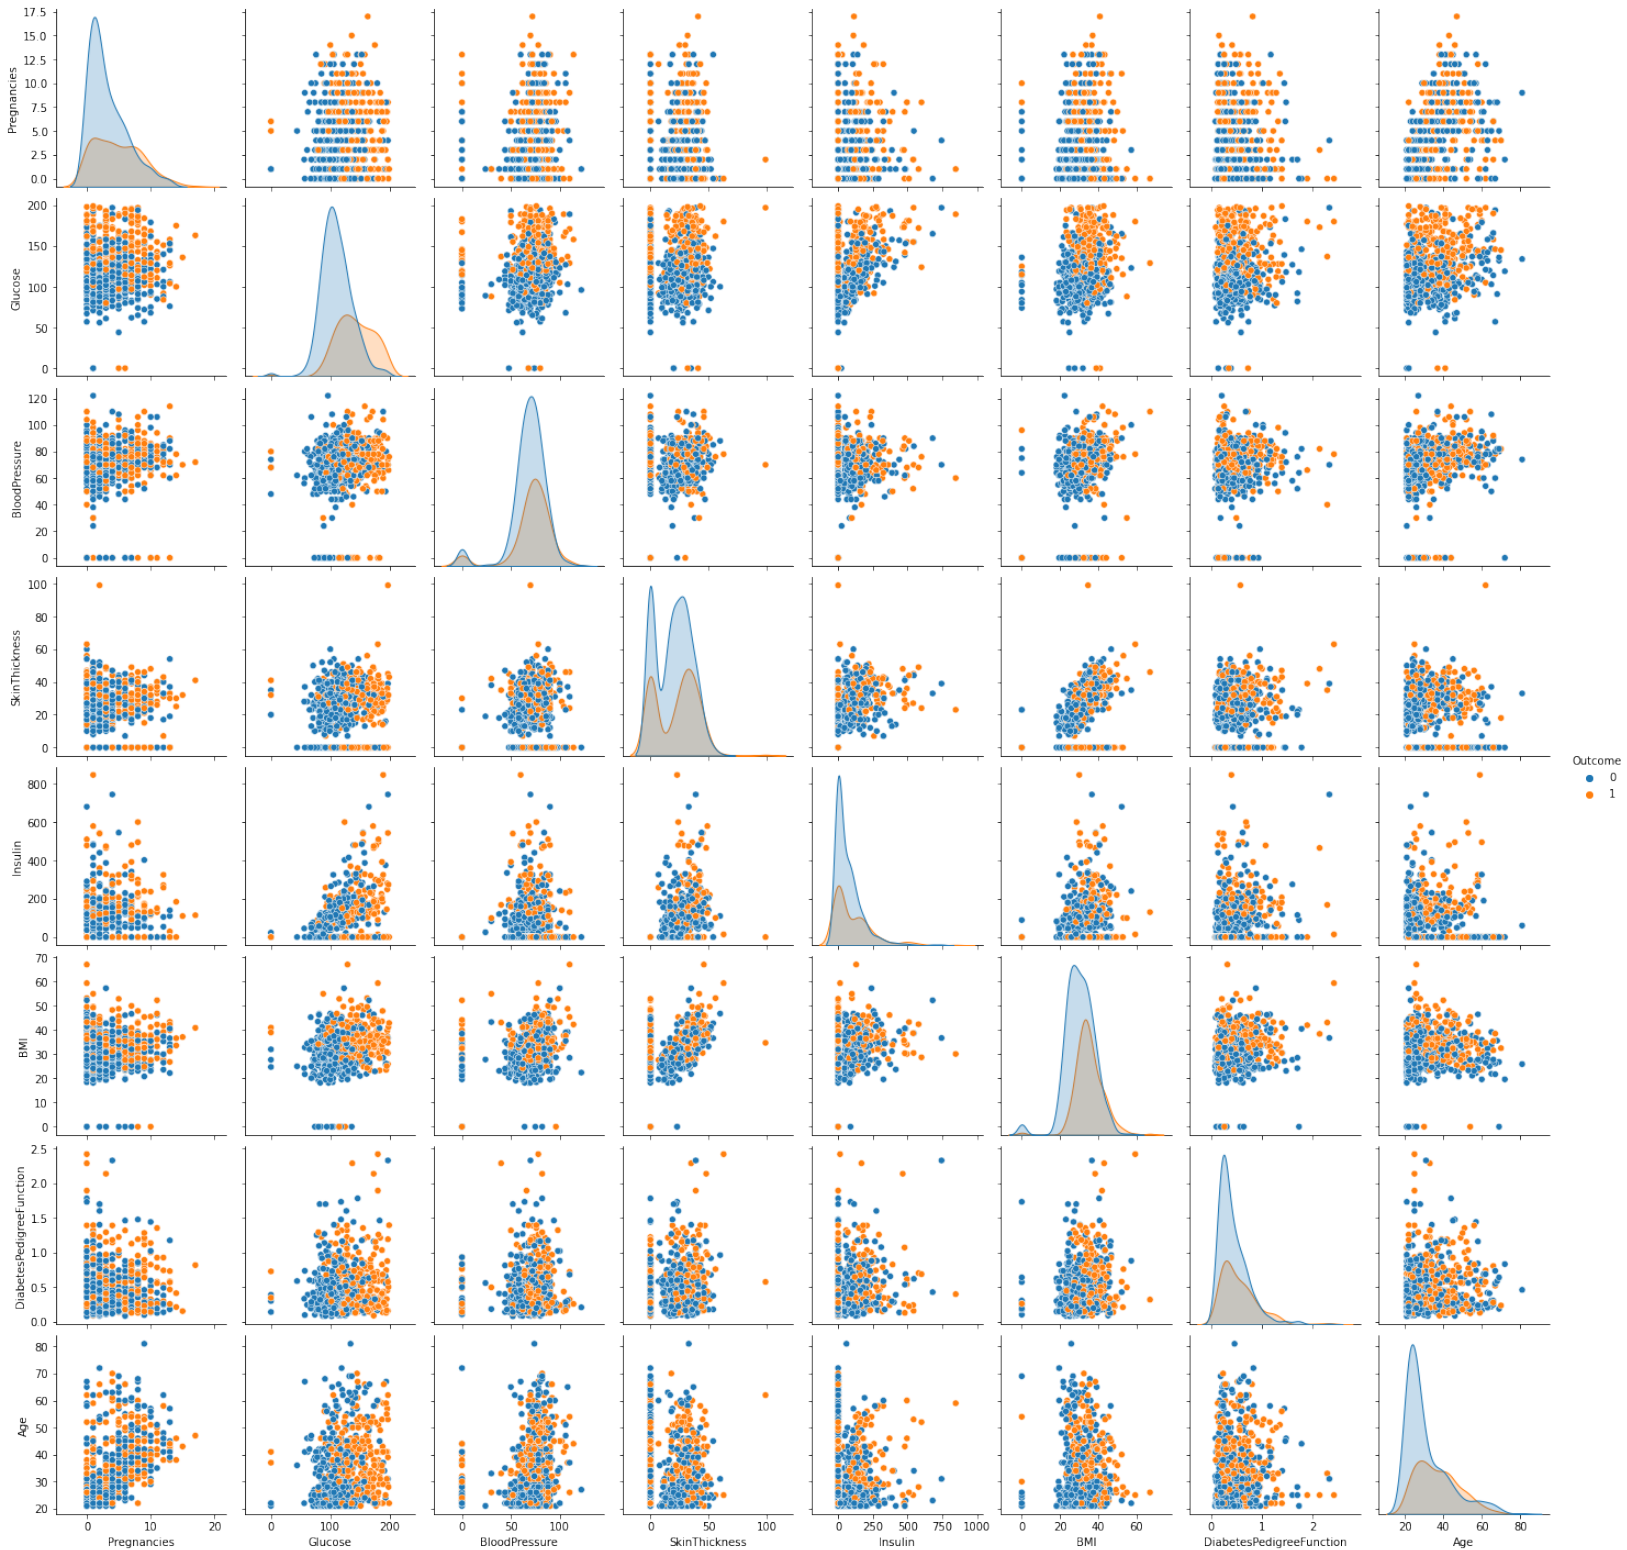 17.5
15.0
12.5
10.0
7.5
5.0
2.5
0.0
Pregnancies
200
150
100
50
0
Glucose
120
100
80
60
40
20
0
BloodPressure
100
80
60
40
20
0
SkinThickness
800
600
400
200
0
Insulin
70
60
50
40
30
20
10
0
BMI
2.5
2.0
1.5
1.0
0.5
0.0
DiabetesPedigreeFunction
80
70
60
50
40
30
20
Age
0 10 20
Pregnancies
0 100 200
Glucose
0 50 100
BloodPressure
0 50 100
SkinThickness
0 250 500 750 1000
Insulin
0 20 40 60
BMI
0 1 2
DiabetesPedigreeFunction
20 40 60 80
Age
Outcome
0
1